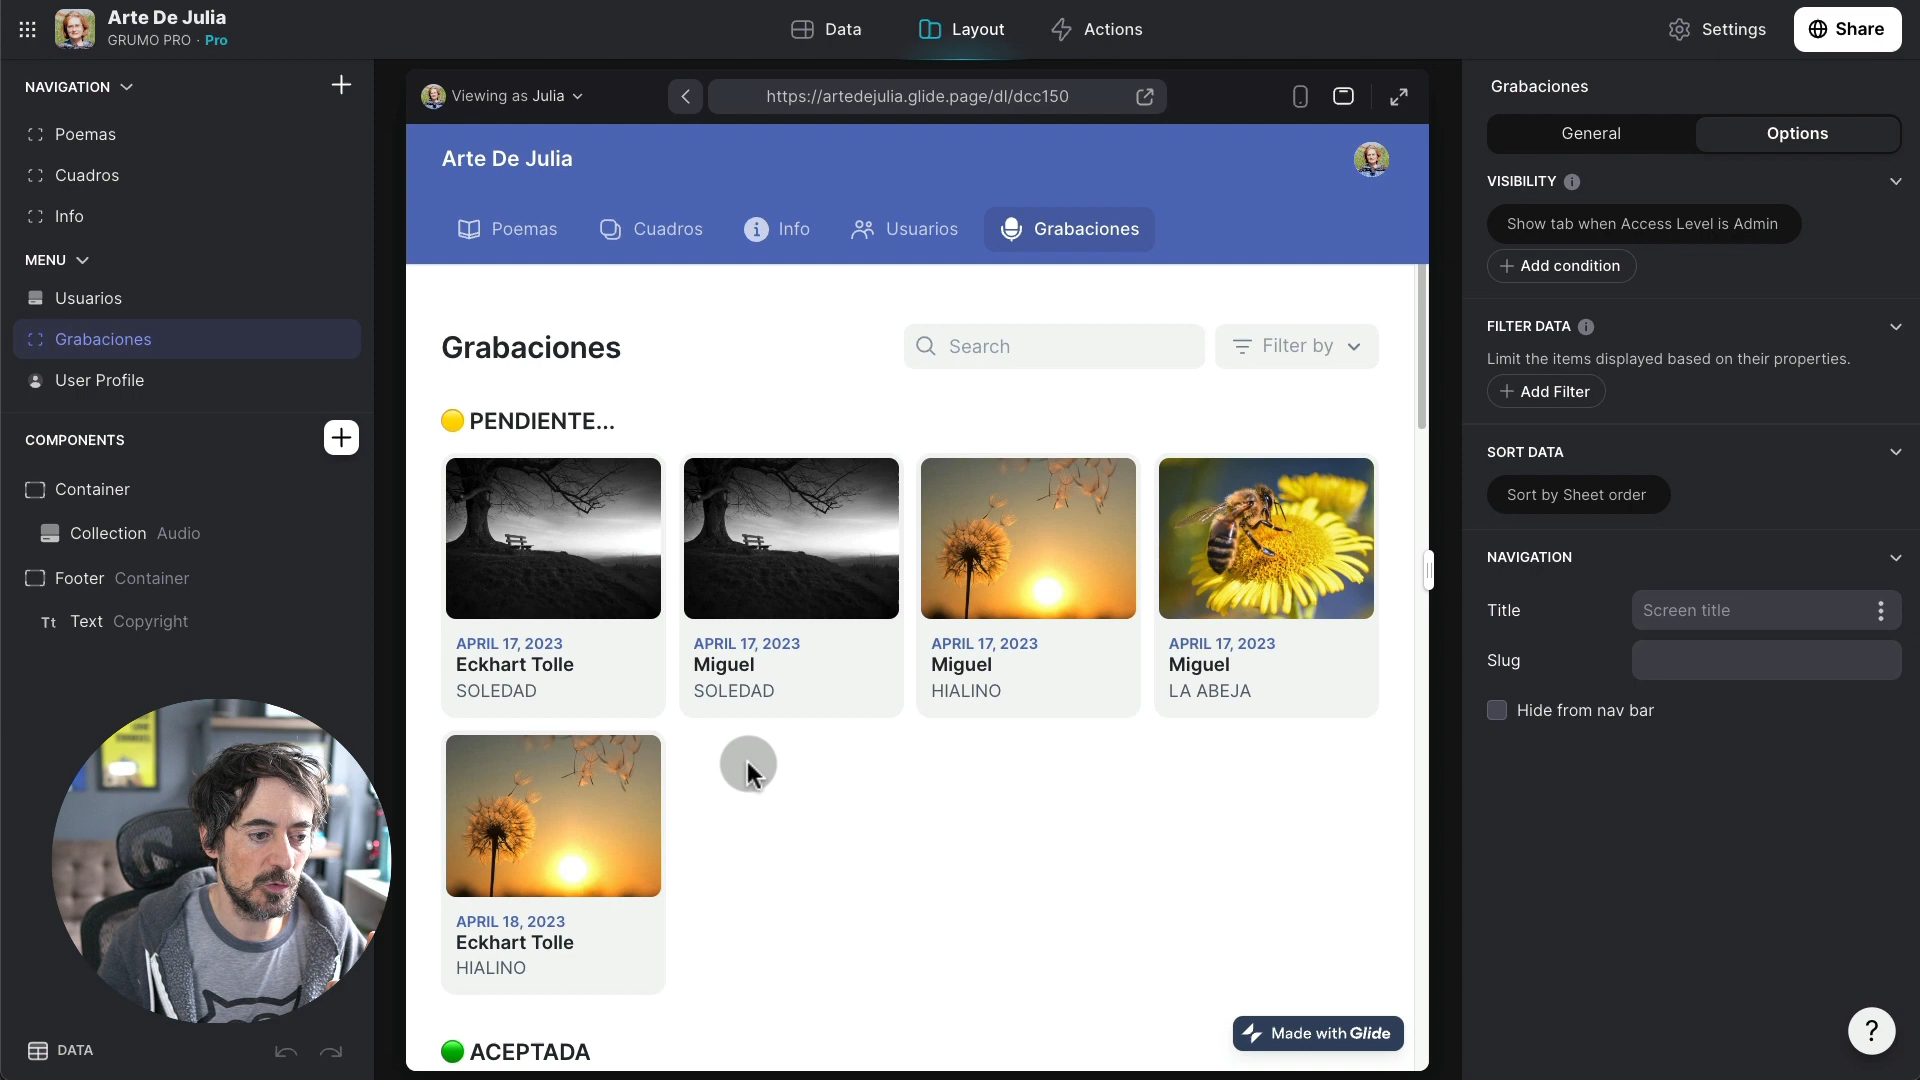 Arte De Julia
GRUMO PRO · Pro
Data
Layout
Actions
Settings
Share
NAVIGATION
Poemas
Cuadros
Info
MENU
Usuarios
Grabaciones
User Profile
COMPONENTS
Container
Collection Audio
Footer Container
Tt Text Copyright
DATA
Viewing as Julia
https://artedejulia.glide.page/dl/dcc150
Arte De Julia
Poemas
Cuadros
Info
Usuarios
Grabaciones
Grabaciones
Search
Filter by
PENDIENTE...
APRIL 17, 2023
Eckhart Tolle
SOLEDAD
APRIL 17, 2023
Miguel
SOLEDAD
APRIL 17, 2023
Miguel
HIALINO
APRIL 17, 2023
Miguel
LA ABEJA
APRIL 18, 2023
Eckhart Tolle
HIALINO
ACEPTADA
Made with Glide
Grabaciones
General
Options
VISIBILITY
Show tab when Access Level is Admin
Add condition
FILTER DATA
Limit the items displayed based on their properties.
Add Filter
SORT DATA
Sort by Sheet order
NAVIGATION
Title
Screen title
Slug
Hide from nav bar
?